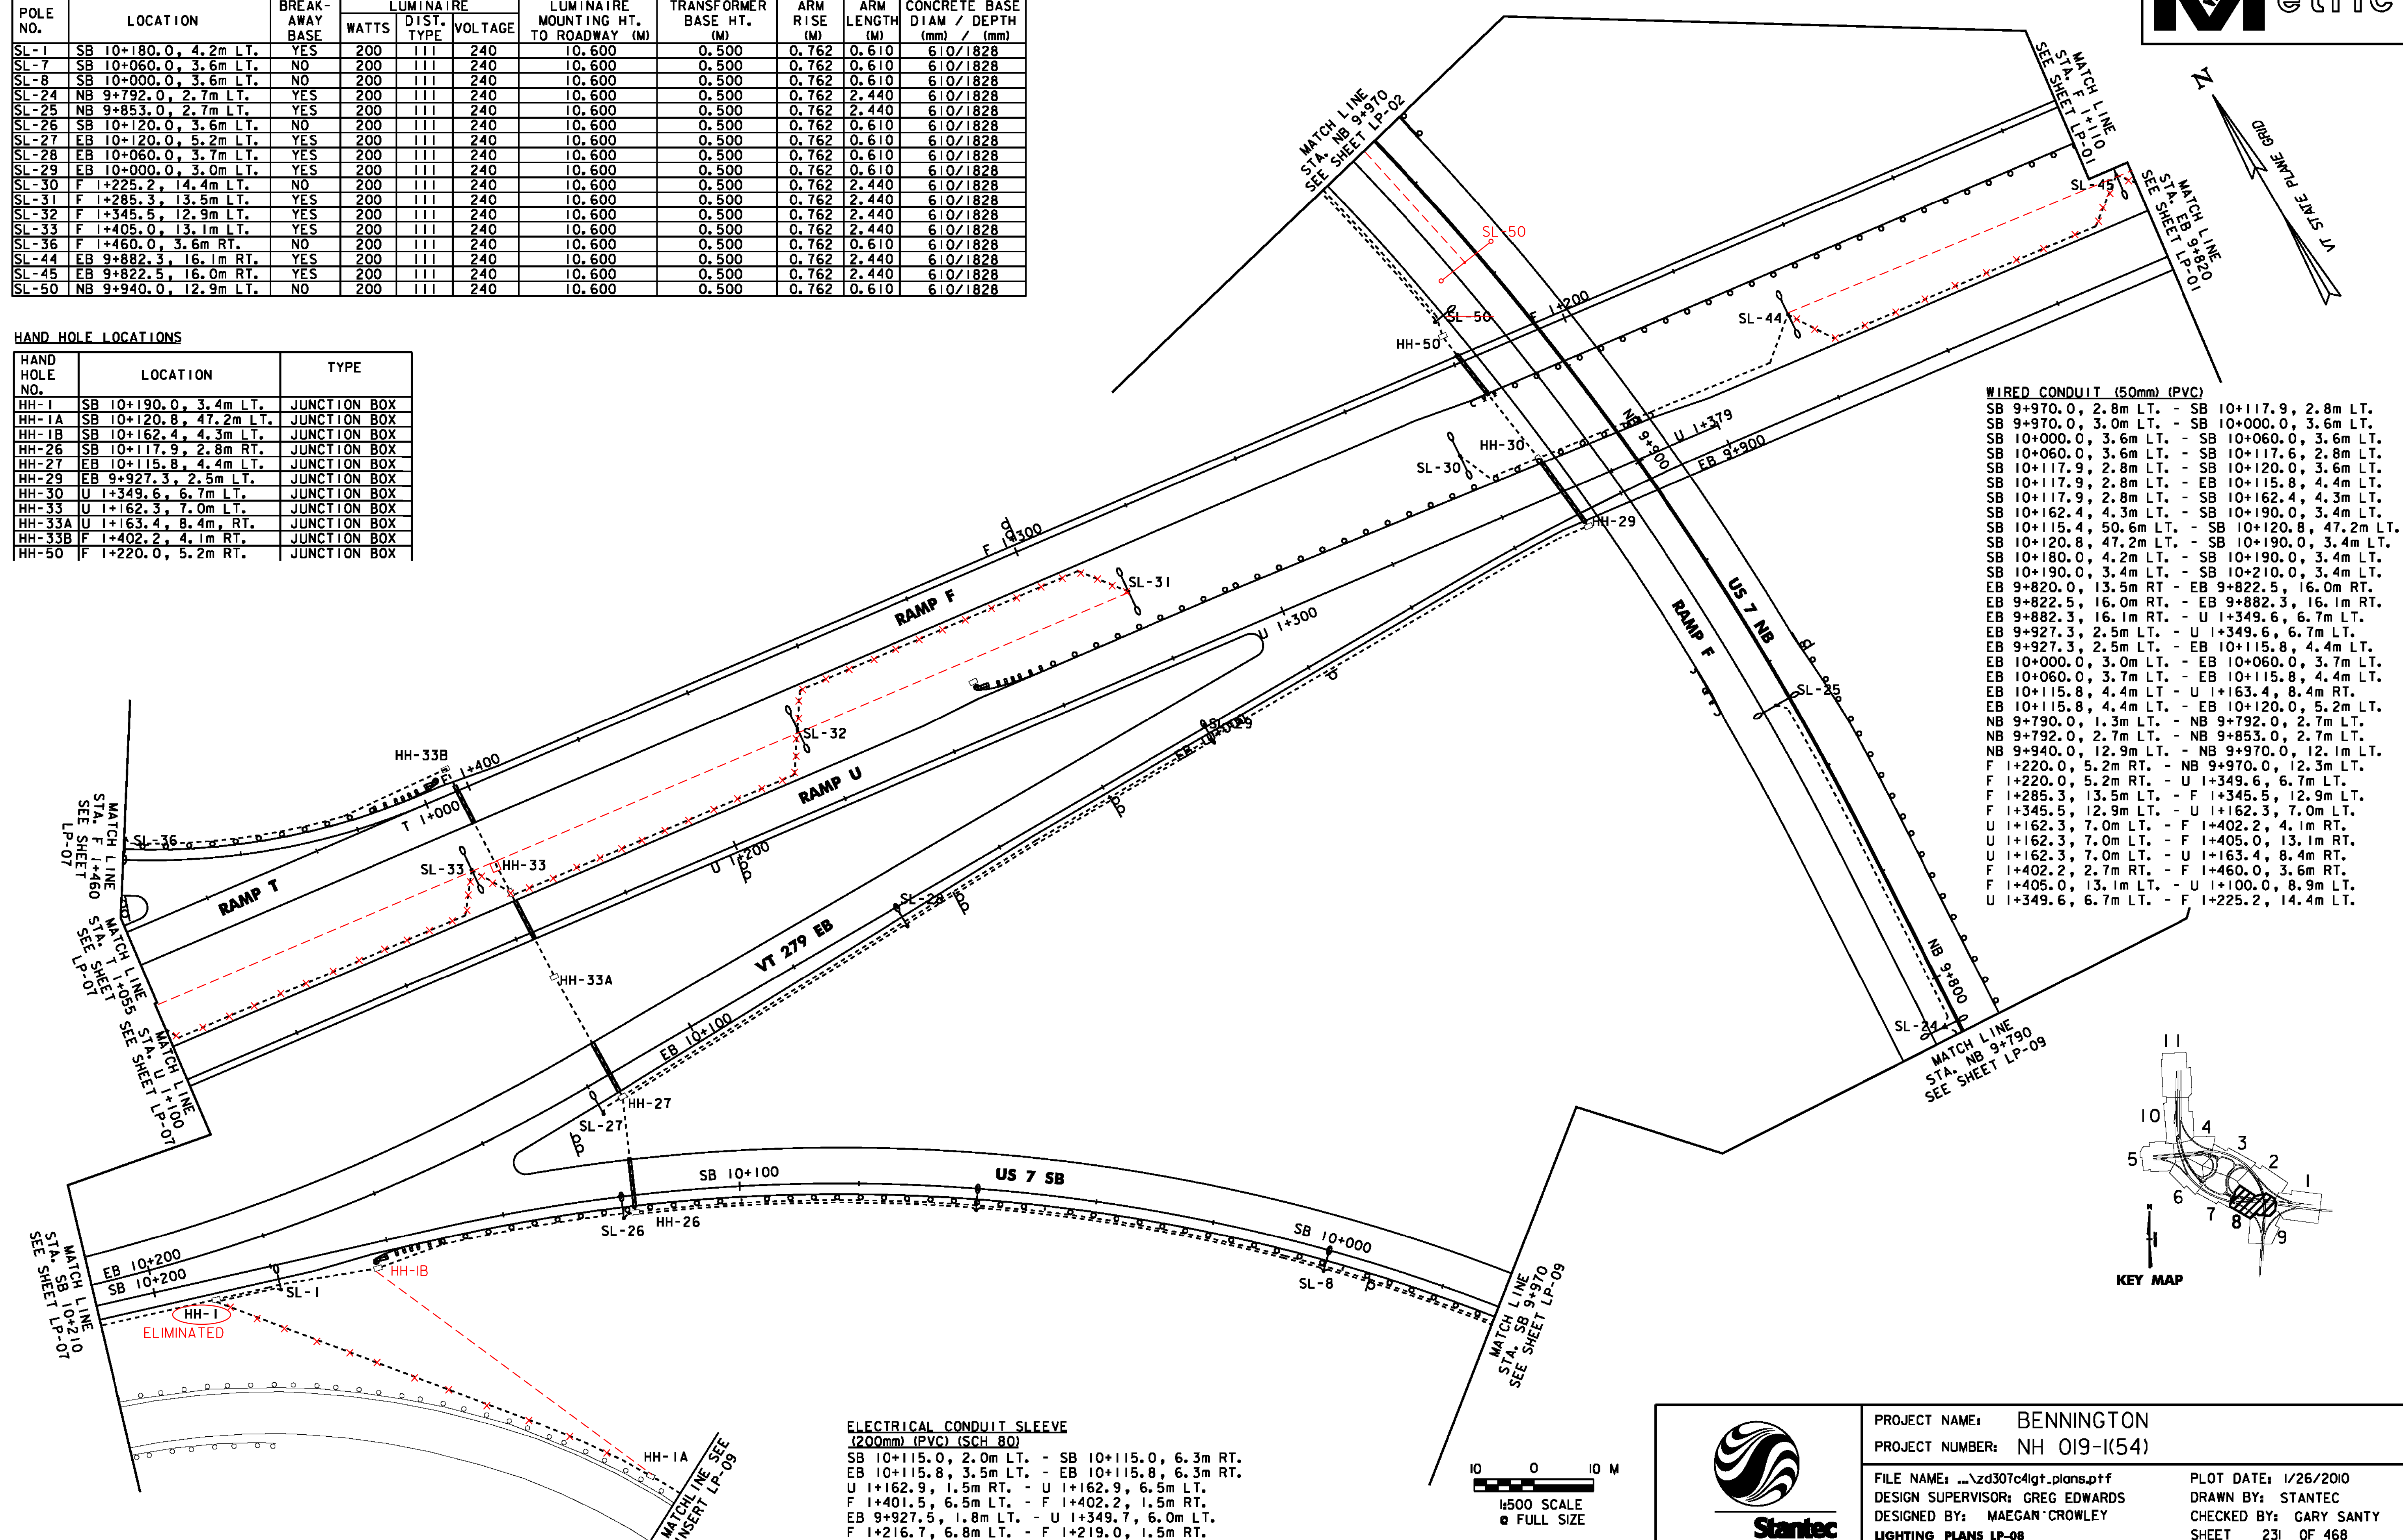 POLE NO. LOCATION BREAK-AWAY BASE LUMINAIRE WATTS DIST. TYPE VOLTAGE LUMINAIRE MOUNTING HT. TO ROADWAY (M) TRANSFORMER BASE HT. (M) ARM RISE (M) ARM LENGTH (M) CONCRETE BASE DIAM / DEPTH (mm) / (mm)
SL-1 SB 10+180.0, 4.2m LT. YES 200 III 240 10.600 0.500 0.762 0.610 610/1828
SL-7 SB 10+060.0, 3.6m LT. NO 200 III 240 10.600 0.500 0.762 0.610 610/1828
SL-8 SB 10+000.0, 3.6m LT. NO 200 III 240 10.600 0.500 0.762 0.610 610/1828
SL-24 NB 9+792.0, 2.7m LT. YES 200 III 240 10.600 0.500 0.762 2.440 610/1828
SL-25 NB 9+853.0, 2.7m LT. YES 200 III 240 10.600 0.500 0.762 2.440 610/1828
SL-26 SB 10+120.0, 3.6m LT. NO 200 III 240 10.600 0.500 0.762 0.610 610/1828
SL-27 EB 10+120.0, 5.2m LT. YES 200 III 240 10.600 0.500 0.762 0.610 610/1828
SL-28 EB 10+060.0, 3.7m LT. YES 200 III 240 10.600 0.500 0.762 0.610 610/1828
SL-29 EB 10+000.0, 3.0m LT. YES 200 III 240 10.600 0.500 0.762 0.610 610/1828
SL-30 F 1+225.2, 14.4m LT. NO 200 III 240 10.600 0.500 0.762 2.440 610/1828
SL-31 F 1+285.3, 13.5m LT. YES 200 III 240 10.600 0.500 0.762 2.440 610/1828
SL-32 F 1+345.5, 12.9m LT. YES 200 III 240 10.600 0.500 0.762 2.440 610/1828
SL-33 F 1+405.0, 13.1m LT. YES 200 III 240 10.600 0.500 0.762 2.440 610/1828
SL-36 F 1+460.0, 3.6m RT. NO 200 III 240 10.600 0.500 0.762 0.610 610/1828
SL-44 EB 9+882.3, 16.1m RT. YES 200 III 240 10.600 0.500 0.762 2.440 610/1828
SL-45 EB 9+822.5, 16.0m RT. YES 200 III 240 10.600 0.500 0.762 2.440 610/1828
SL-50 NB 9+940.0, 12.9m LT. NO 200 III 240 10.600 0.500 0.762 0.610 610/1828
HAND HOLE LOCATIONS
HAND HOLE NO. LOCATION TYPE
HH-1 SB 10+190.0, 3.4m LT. JUNCTION BOX
HH-1A SB 10+120.8, 47.2m LT. JUNCTION BOX
HH-1B SB 10+162.4, 4.3m LT. JUNCTION BOX
HH-26 SB 10+117.9, 2.8m RT. JUNCTION BOX
HH-27 EB 10+115.8, 4.4m LT. JUNCTION BOX
HH-29 EB 9+927.3, 2.5m LT. JUNCTION BOX
HH-30 U 1+349.6, 6.7m LT. JUNCTION BOX
HH-33 U 1+162.3, 7.0m LT. JUNCTION BOX
HH-33A U 1+163.4, 8.4m, RT. JUNCTION BOX
HH-33B F 1+402.2, 4.1m RT. JUNCTION BOX
HH-50 F 1+220.0, 5.2m RT. JUNCTION BOX
Metric
VT STATE PLANE GRID
MATCH LINE
STA. NB 9+970
SEE SHEET LP-02
MATCH LINE
STA. F 1+110
SEE SHEET LP-01
MATCH LINE
STA. EB 9+820
SEE SHEET LP-01
SL-45
SL-50
SL-50
SL-44
HH-50
F 1+200
HH-30
SL-30
NB 9+900
U 1+379
EB 9+900
HH-29
F 1+300
SL-31
RAMP F
U 1+300
US 7 NB
RAMP F
SL-25
SL-32
SL-29
EB 10+000
RAMP U
HH-33B
F 1+400
T 1+000
SL-36
MATCH LINE
STA. F 1+460
SEE SHEET
LP-07
SL-33
HH-33
U 1+200
RAMP T
SL-28
VT 279 EB
HH-33A
MATCH LINE
STA. T 1+055
SEE SHEET
LP-07
MATCH LINE
STA. U 1+100
SEE SHEET LP-07
EB 10+100
NB 9+800
SL-24
MATCH LINE
STA. NB 9+790
SEE SHEET LP-09
HH-27
SL-27
SB 10+100
US 7 SB
SL-26
HH-26
SB 10+000
SL-8
EB 10+200
SB 10+200
SL-1
HH-1B
HH-1
ELIMINATED
MATCH LINE
STA. SB 10+210
SEE SHEET LP-07
MATCH LINE
STA. SB 9+970
SEE SHEET LP-09
HH-1A
MATCHLINE SEE
INSERT LP-09
WIRED CONDUIT (50mm) (PVC)
SB 9+970.0, 2.8m LT. - SB 10+117.9, 2.8m LT.
SB 9+970.0, 3.0m LT. - SB 10+000.0, 3.6m LT.
SB 10+000.0, 3.6m LT. - SB 10+060.0, 3.6m LT.
SB 10+060.0, 3.6m LT. - SB 10+117.6, 2.8m LT.
SB 10+117.9, 2.8m LT. - SB 10+120.0, 3.6m LT.
SB 10+117.9, 2.8m LT. - EB 10+115.8, 4.4m LT.
SB 10+117.9, 2.8m LT. - SB 10+162.4, 4.3m LT.
SB 10+162.4, 4.3m LT. - SB 10+190.0, 3.4m LT.
SB 10+115.4, 50.6m LT. - SB 10+120.8, 47.2m LT.
SB 10+120.8, 47.2m LT. - SB 10+190.0, 3.4m LT.
SB 10+180.0, 4.2m LT. - SB 10+190.0, 3.4m LT.
SB 10+190.0, 3.4m LT. - SB 10+210.0, 3.4m LT.
EB 9+820.0, 13.5m RT - EB 9+822.5, 16.0m RT.
EB 9+822.5, 16.0m RT. - EB 9+882.3, 16.1m RT.
EB 9+882.3, 16.1m RT. - U 1+349.6, 6.7m LT.
EB 9+927.3, 2.5m LT. - U 1+349.6, 6.7m LT.
EB 9+927.3, 2.5m LT. - EB 10+115.8, 4.4m LT.
EB 10+000.0, 3.0m LT. - EB 10+060.0, 3.7m LT.
EB 10+060.0, 3.7m LT. - EB 10+115.8, 4.4m LT.
EB 10+115.8, 4.4m LT - U 1+163.4, 8.4m RT.
EB 10+115.8, 4.4m LT. - EB 10+120.0, 5.2m LT.
NB 9+790.0, 1.3m LT. - NB 9+792.0, 2.7m LT.
NB 9+792.0, 2.7m LT. - NB 9+853.0, 2.7m LT.
NB 9+940.0, 12.9m LT. - NB 9+970.0, 12.1m LT.
F 1+220.0, 5.2m RT. - NB 9+970.0, 12.3m LT.
F 1+220.0, 5.2m RT. - U 1+349.6, 6.7m LT.
F 1+285.3, 13.5m LT. - F 1+345.5, 12.9m LT.
F 1+345.5, 12.9m LT. - U 1+162.3, 7.0m LT.
U 1+162.3, 7.0m LT. - F 1+402.2, 4.1m RT.
U 1+162.3, 7.0m LT. - F 1+405.0, 13.1m RT.
U 1+162.3, 7.0m LT. - U 1+163.4, 8.4m RT.
F 1+402.2, 2.7m RT. - F 1+460.0, 3.6m RT.
F 1+405.0, 13.1m LT. - U 1+100.0, 8.9m LT.
U 1+349.6, 6.7m LT. - F 1+225.2, 14.4m LT.
11
10
4
3
2
5
1
6
7
8
9
N
KEY MAP
ELECTRICAL CONDUIT SLEEVE
(200mm) (PVC) (SCH 80)
SB 10+115.0, 2.0m LT. - SB 10+115.0, 6.3m RT.
EB 10+115.8, 3.5m LT. - EB 10+115.8, 6.3m RT.
U 1+162.9, 1.5m RT. - U 1+162.9, 6.5m LT.
F 1+401.5, 6.5m LT. - F 1+402.2, 1.5m RT.
EB 9+927.5, 1.8m LT. - U 1+349.7, 6.0m LT.
F 1+216.7, 6.8m LT. - F 1+219.0, 1.5m RT.
10 0 10 M
1:500 SCALE
@ FULL SIZE
Stantec
PROJECT NAME: BENNINGTON
PROJECT NUMBER: NH 019-1(54)
FILE NAME: ...\zd307c41gt_plans.ptf PLOT DATE: 1/26/2010
DESIGN SUPERVISOR: GREG EDWARDS DRAWN BY: STANTEC
DESIGNED BY: MAEGAN CROWLEY CHECKED BY: GARY SANTY
LIGHTING PLANS LP-08 SHEET 231 OF 468